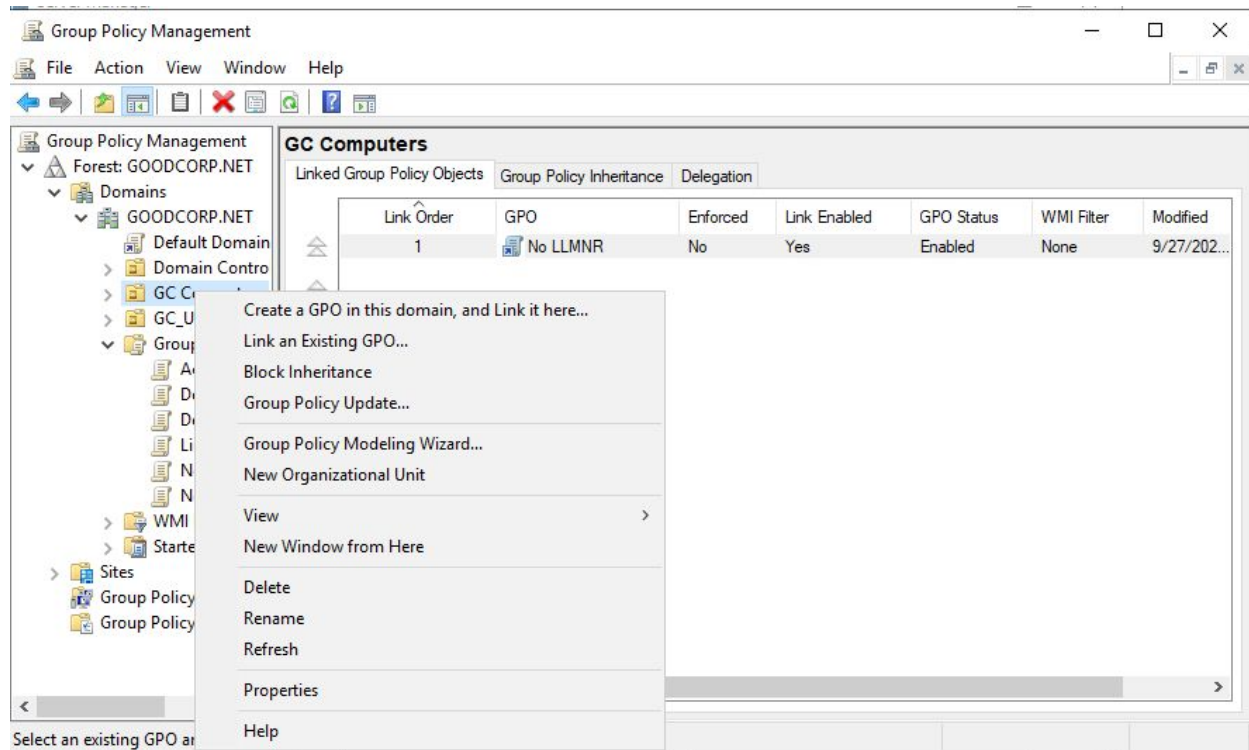 Group Policy Management
File Action View Window Help
Group Policy Management
Forest: GOODCORP.NET
Domains
GOODCORP.NET
Default Domain
Domain Contro
GC
GC_U
Group
Li
N
N
WMI
Starte
Sites
Group Policy
Group Policy
GC Computers
Linked Group Policy Objects Group Policy Inheritance Delegation
Link Order GPO Enforced Link Enabled GPO Status WMI Filter Modified
1 No LLMNR No Yes Enabled None 9/27/202...
Create a GPO in this domain, and Link it here...
Link an Existing GPO...
Block Inheritance
Group Policy Update...
Group Policy Modeling Wizard...
New Organizational Unit
View
New Window from Here
Delete
Rename
Refresh
Properties
Help
Select an existing GPO ar